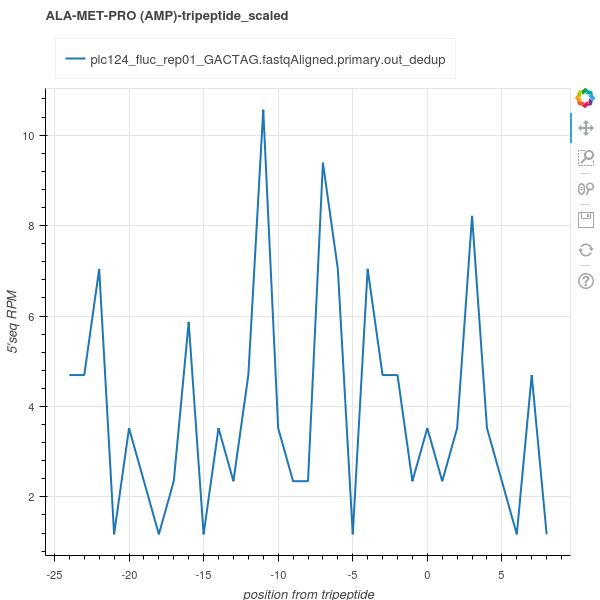 ALA-MET-PRO (AMP)-tripeptide_scaled
plc124_fluc_rep01_GACTAG.fastqAligned.primary.out_dedup
10
8
6
4
2
5'seq RPM
-25 -20 -15 -10 -5 0 5
position from tripeptide